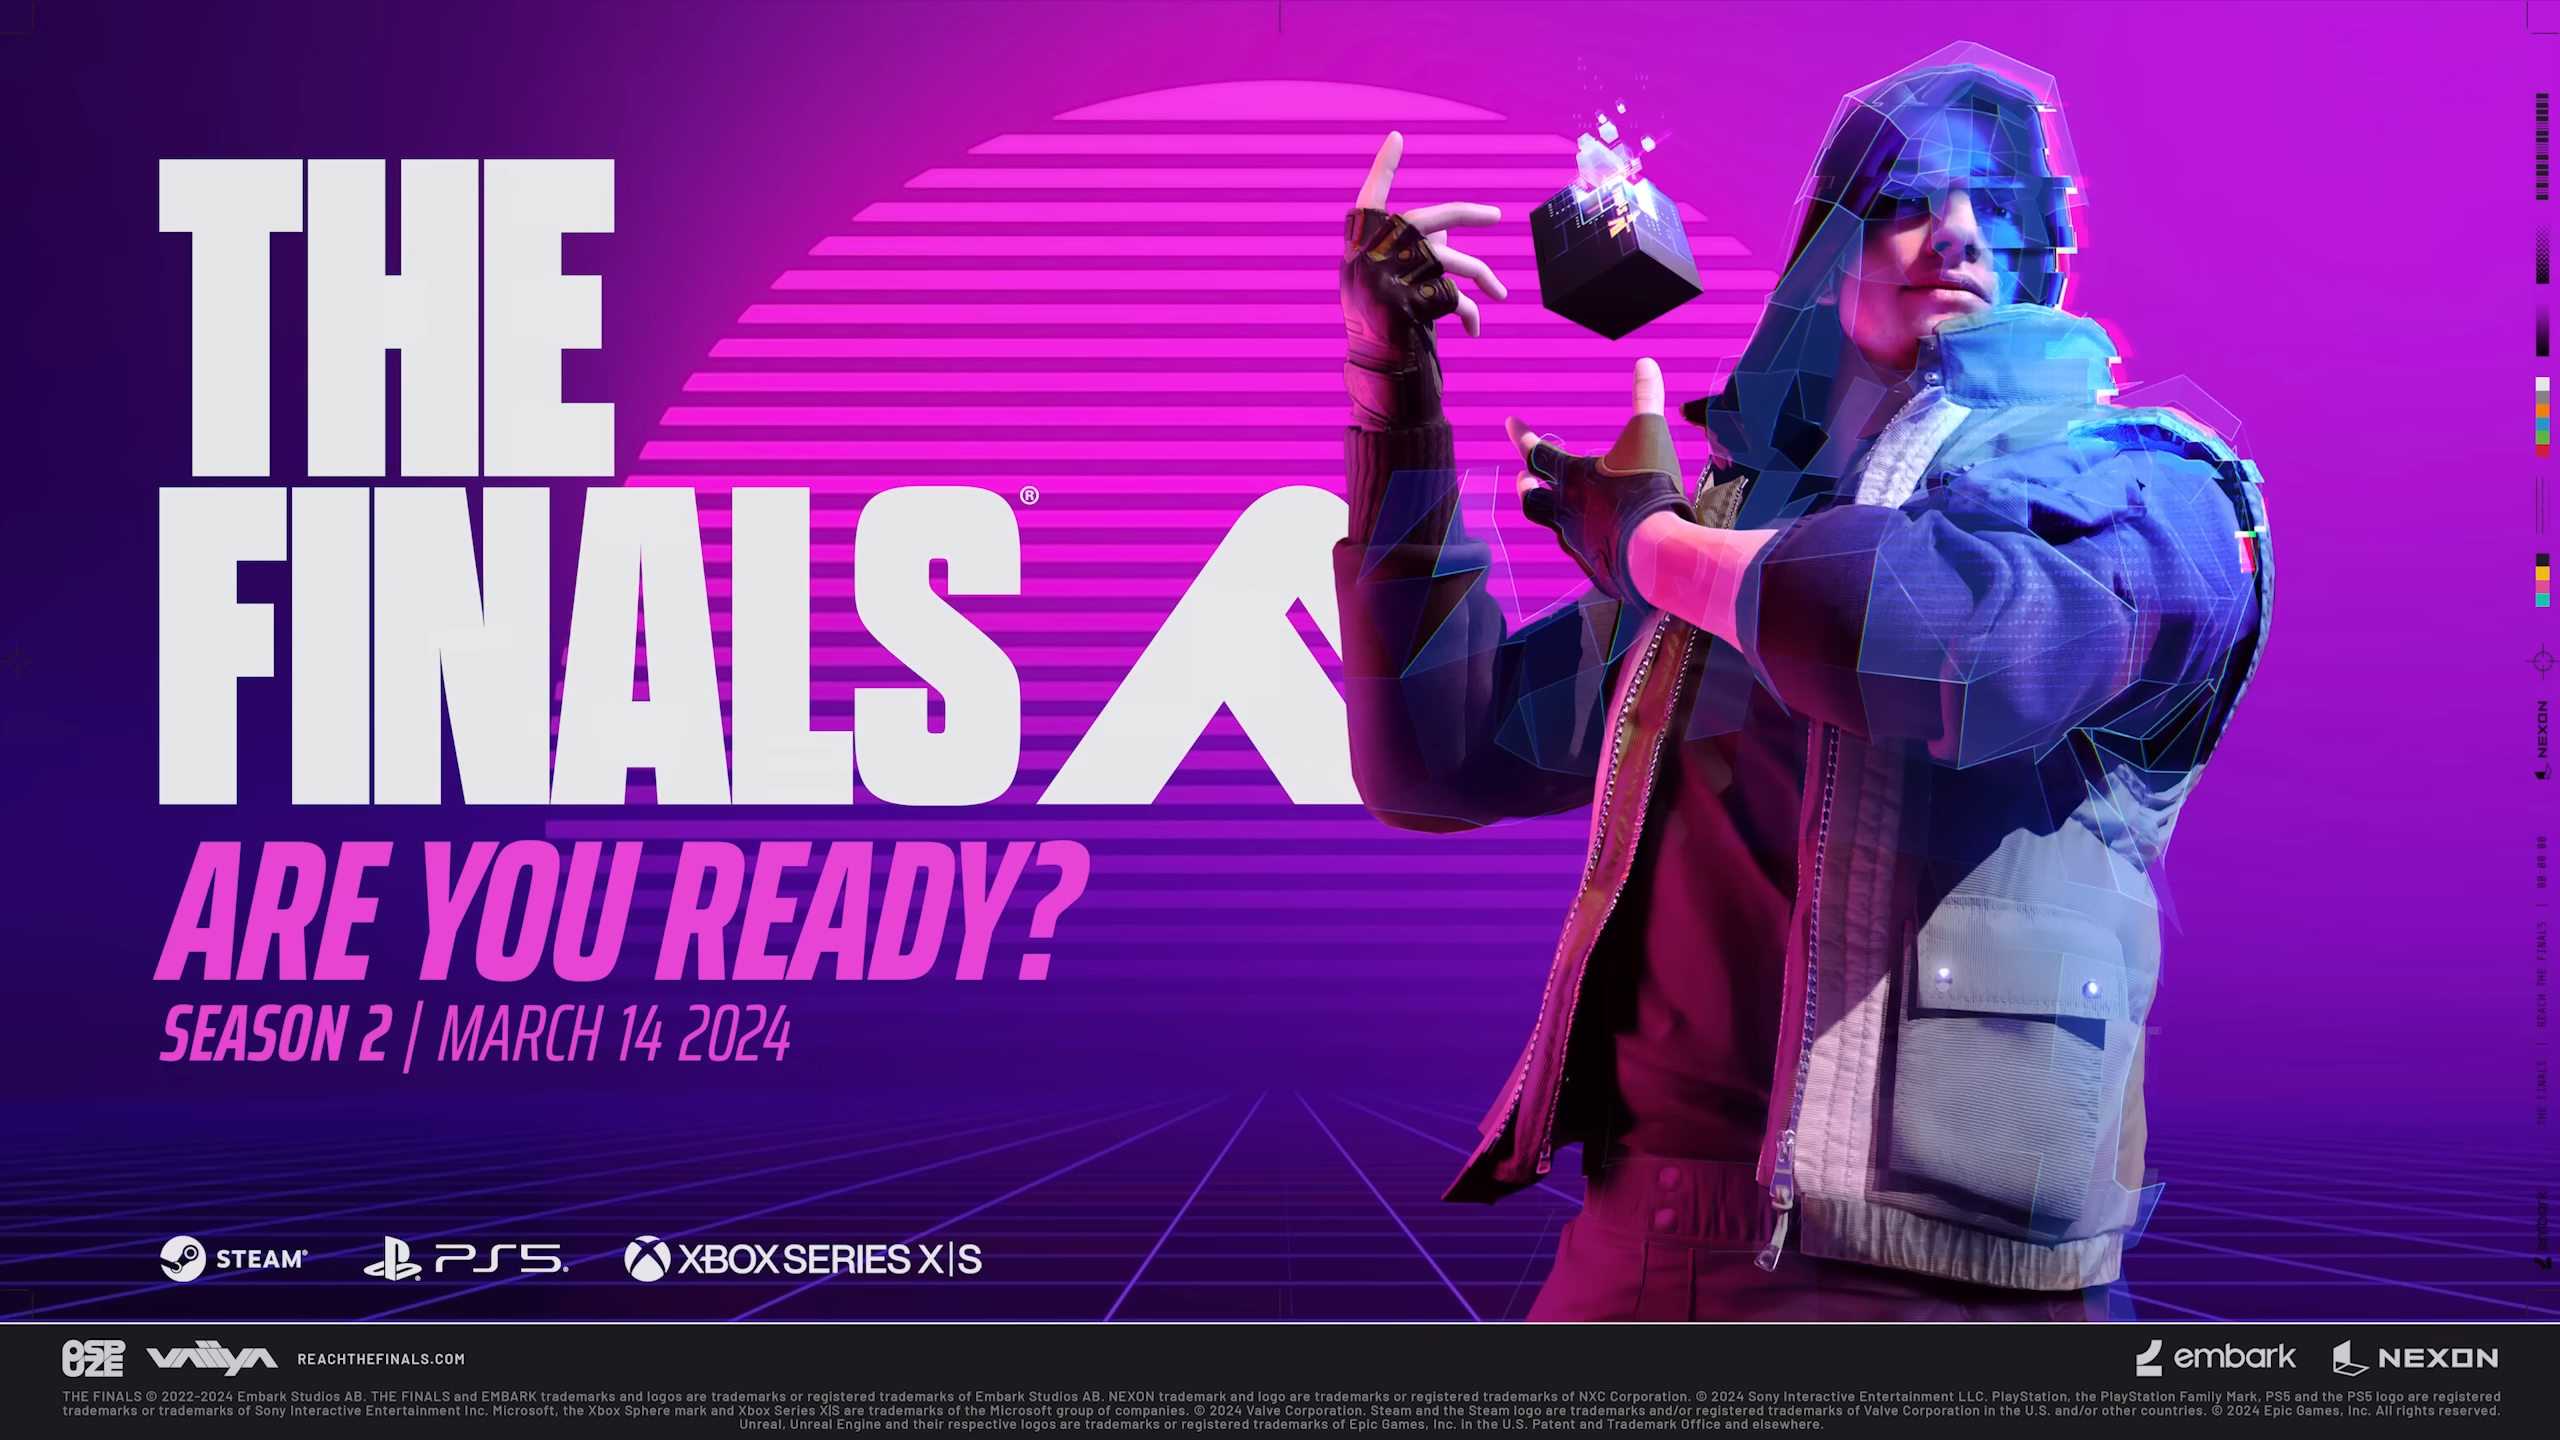 THE
FINALS®
ARE YOU READY?
SEASON 2 | MARCH 14 2024
STEAM® PS5 XBOX SERIES X|S
OSPUZE VAIIYA REACHTHEFINALS.COM embark NEXON
THE FINALS © 2022-2024 Embark Studios AB. THE FINALS and EMBARK trademarks and logos are trademarks or registered trademarks of Embark Studios AB. NEXON trademark and logo are trademarks or registered trademarks of NXC Corporation. © 2024 Sony Interactive Entertainment LLC. PlayStation, the PlayStation Family Mark, PS5 and the PS5 logo are registered
trademarks or trademarks of Sony Interactive Entertainment Inc. Microsoft, the Xbox Sphere mark and Xbox Series X|S are trademarks of the Microsoft group of companies. © 2024 Valve Corporation. Steam and the Steam logo are trademarks and/or registered trademarks of Valve Corporation in the U.S. and/or other countries. © 2024 Epic Games, Inc. All rights reserved.
Unreal, Unreal Engine and their respective logos are trademarks or registered trademarks of Epic Games, Inc. in the U.S. Patent and Trademark Office and elsewhere.
NEXON
THE FINALS | REACH THE FINALS | 00:00:00
embark